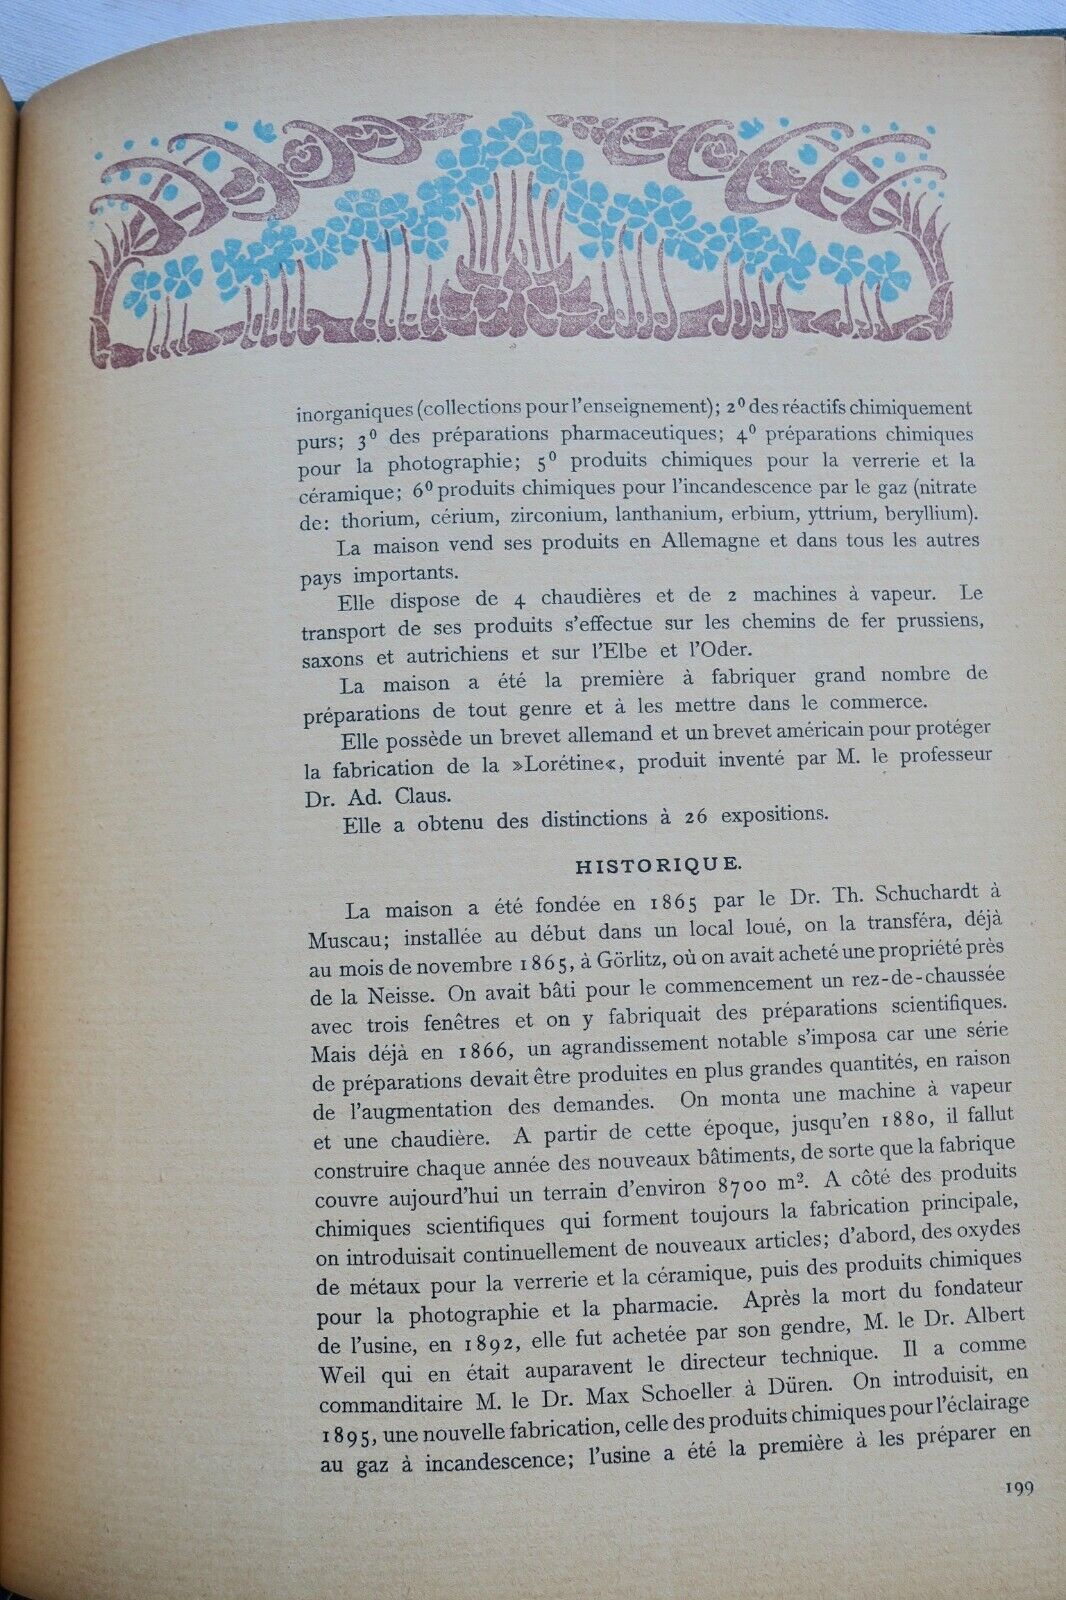 inorganiques (collections pour l'enseignement); 2⁰ des réactifs chimiquement
purs; 3⁰ des préparations pharmaceutiques; 4⁰ préparations chimiques
pour la photographie; 5⁰ produits chimiques pour la verrerie et la
céramique; 6⁰ produits chimiques pour l'incandescence par le gaz (nitrate
de: thorium, cérium, zirconium, lanthanium, erbium, yttrium, beryllium).
La maison vend ses produits en Allemagne et dans tous les autres
pays importants.
Elle dispose de 4 chaudières et de 2 machines à vapeur. Le
transport de ses produits s'effectue sur les chemins de fer prussiens,
saxons et autrichiens et sur l'Elbe et l'Oder.
La maison a été la première à fabriquer grand nombre de
préparations de tout genre et à les mettre dans le commerce.
Elle possède un brevet allemand et un brevet américain pour protéger
la fabrication de la »Lorétine«, produit inventé par M. le professeur
Dr. Ad. Claus.
Elle a obtenu des distinctions à 26 expositions.
HISTORIQUE.
La maison a été fondée en 1865 par le Dr. Th. Schuchardt à
Muscau; installée au début dans un local loué, on la transféra, déjà
au mois de novembre 1865, à Görlitz, où on avait acheté une propriété près
de la Neisse. On avait bâti pour le commencement un rez-de-chaussée
avec trois fenêtres et on y fabriquait des préparations scientifiques.
Mais déjà en 1866, un agrandissement notable s'imposa car une série
de préparations devait être produites en plus grandes quantités, en raison
de l'augmentation des demandes. On monta une machine à vapeur
et une chaudière. A partir de cette époque, jusqu'en 1880, il fallut
construire chaque année des nouveaux bâtiments, de sorte que la fabrique
couvre aujourd'hui un terrain d'environ 8700 m². A côté des produits
chimiques scientifiques qui forment toujours la fabrication principale,
on introduisait continuellement de nouveaux articles; d'abord, des oxydes
de métaux pour la verrerie et la céramique, puis des produits chimiques
pour la photographie et la pharmacie. Après la mort du fondateur
de l'usine, en 1892, elle fut achetée par son gendre, M. le Dr. Albert
Weil qui en était auparavent le directeur technique. Il a comme
commanditaire M. le Dr. Max Schoeller à Düren. On introduisit, en
1895, une nouvelle fabrication, celle des produits chimiques pour l'éclairage
au gaz à incandescence; l'usine a été la première à les préparer en
199